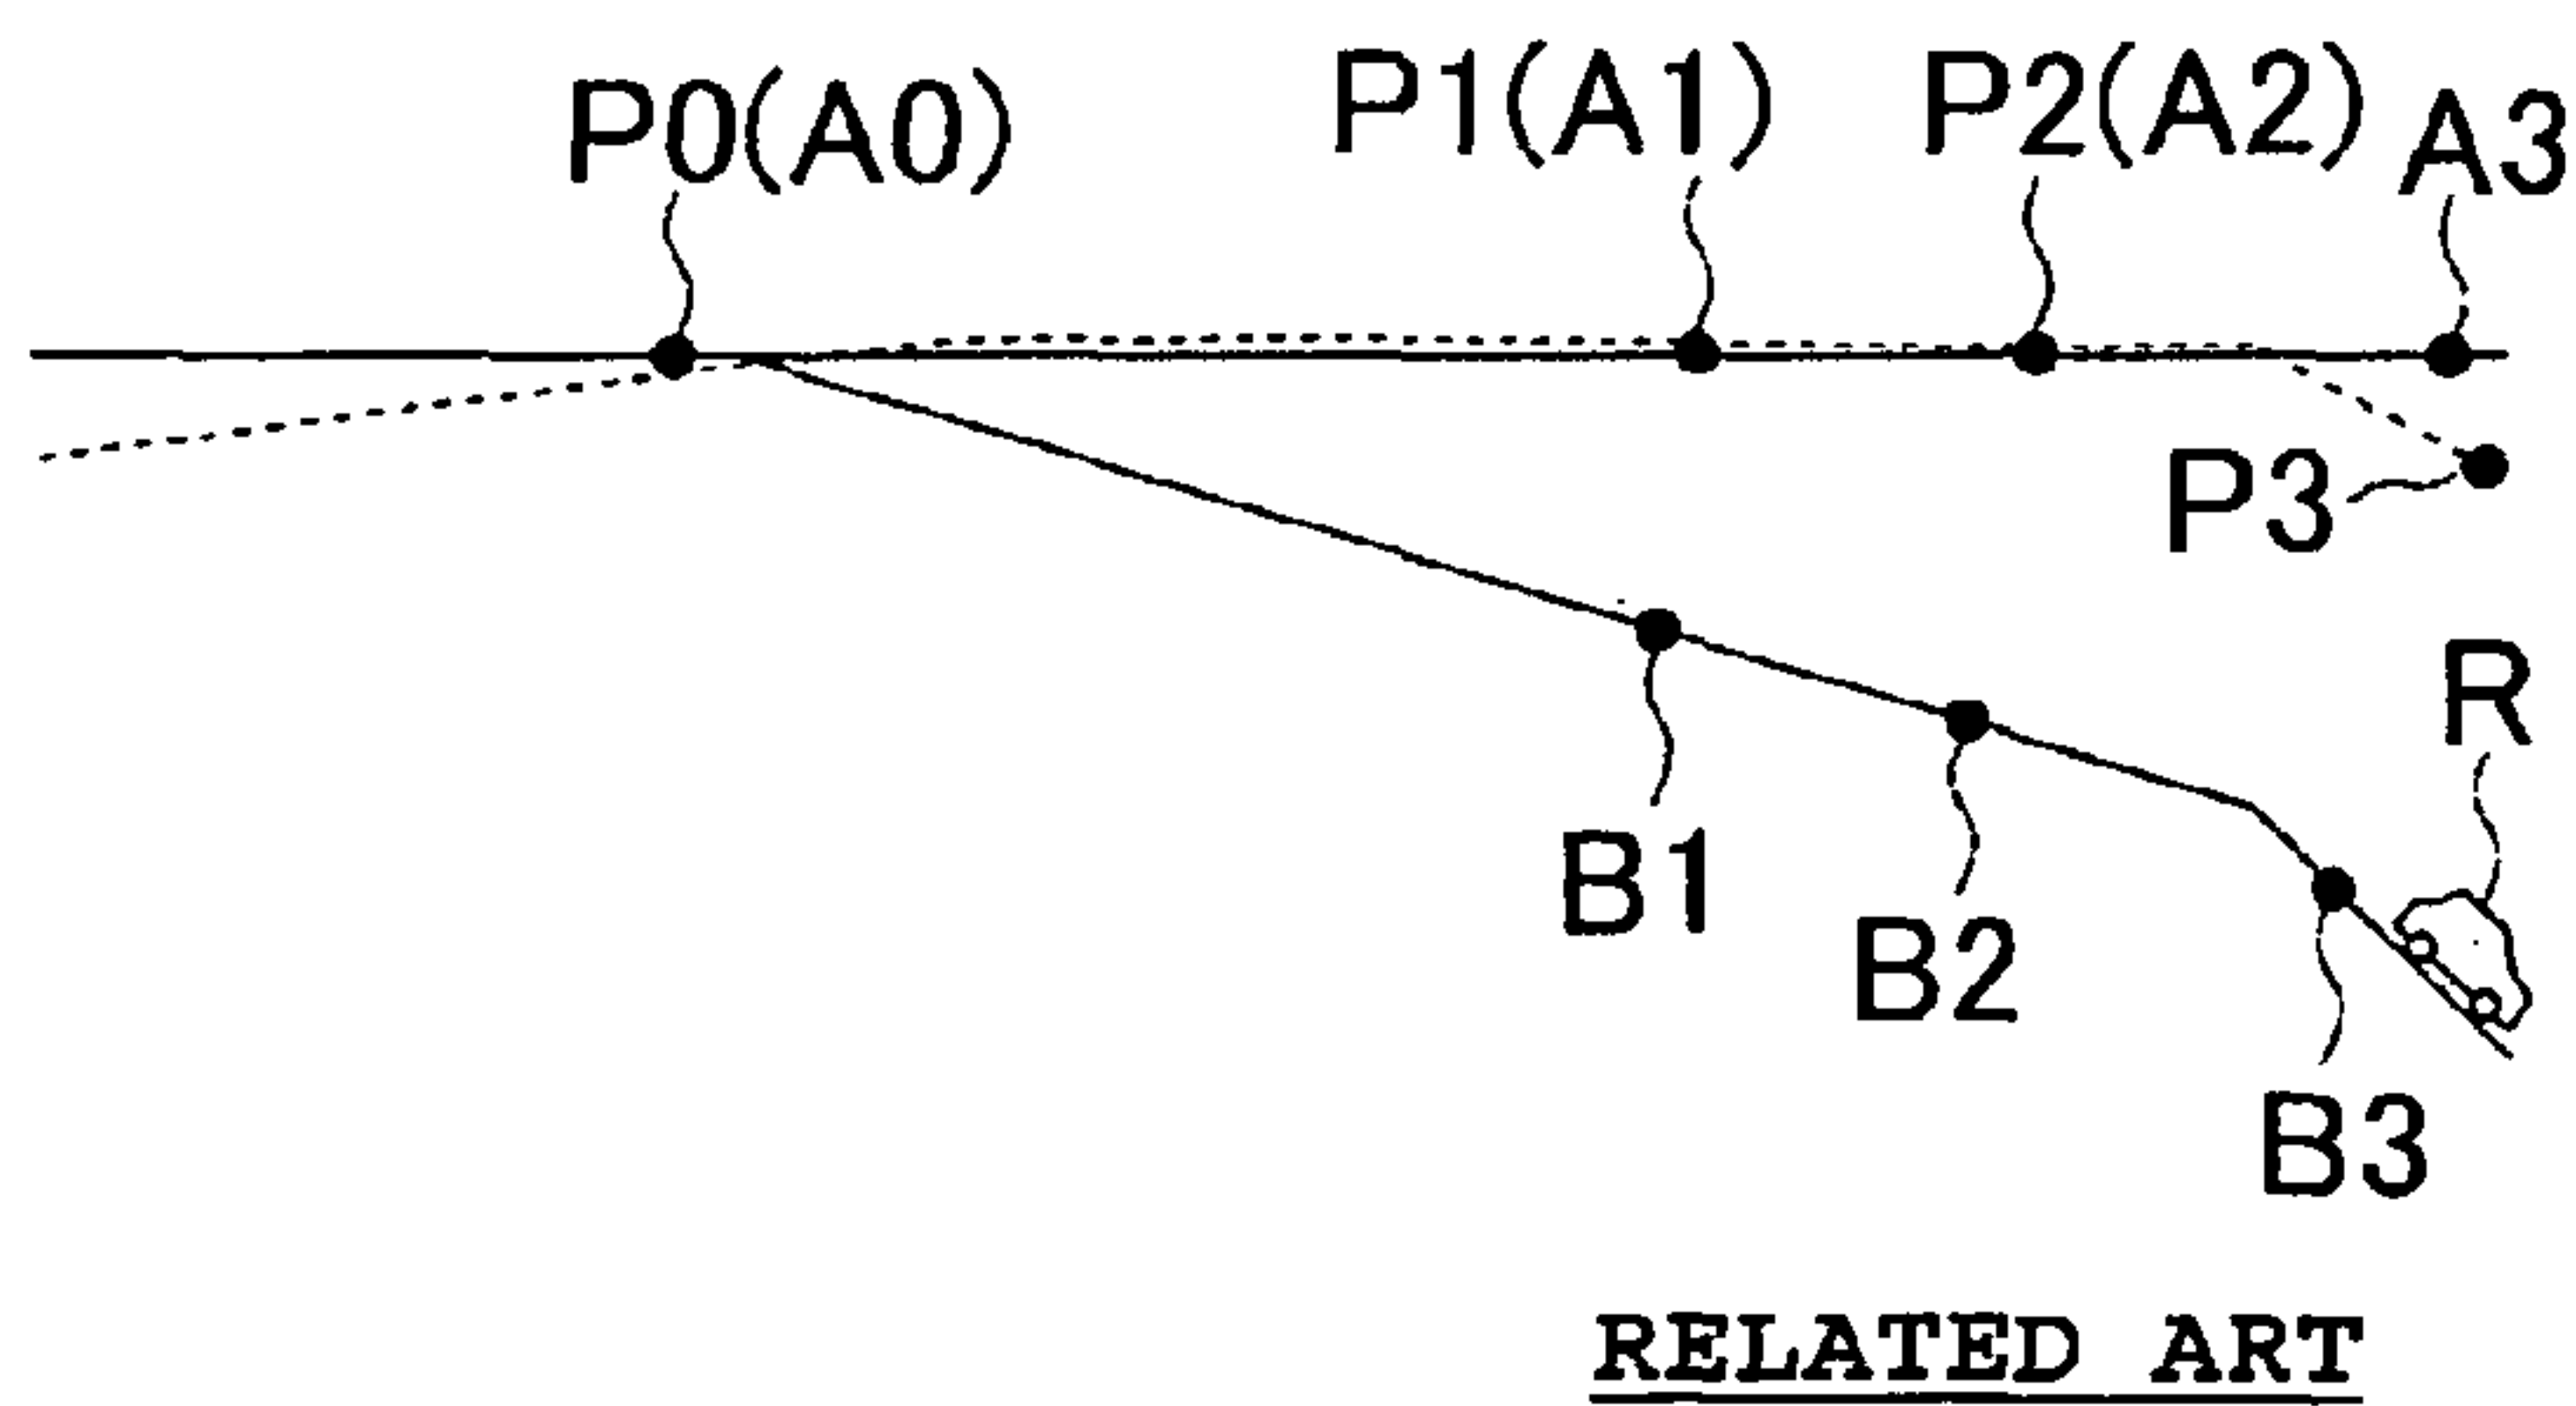 P0(A0)
P1(A1)
P2(A2)
A3
P3
R
B1
B2
B3
RELATED ART